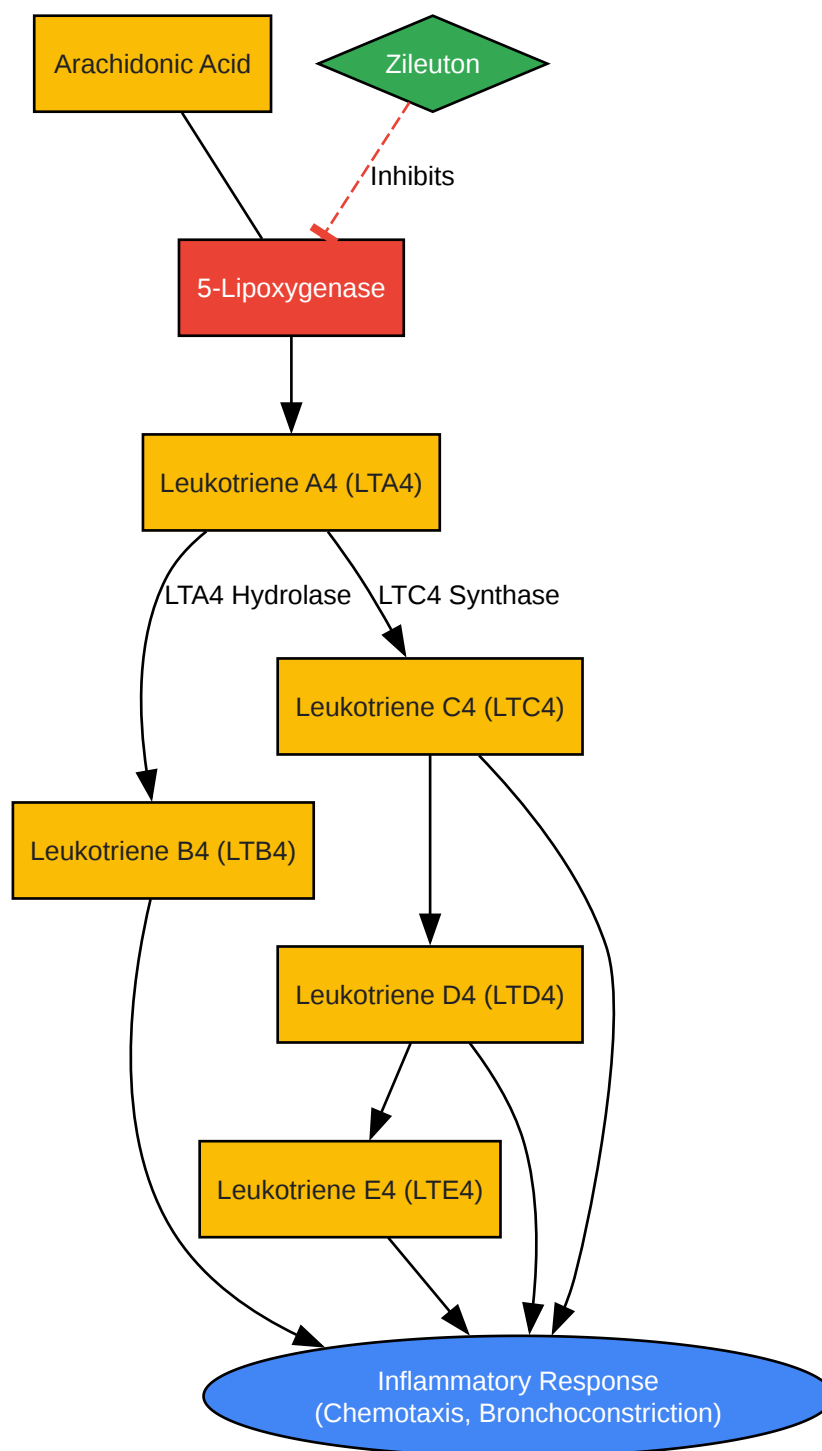 Arachidonic Acid
Zileuton
Inhibits
5-Lipoxygenase
Leukotriene A4 (LTA4)
LTA4 Hydrolase
LTC4 Synthase
Leukotriene C4 (LTC4)
Leukotriene B4 (LTB4)
Leukotriene D4 (LTD4)
Leukotriene E4 (LTE4)
Inflammatory Response
(Chemotaxis, Bronchoconstriction)